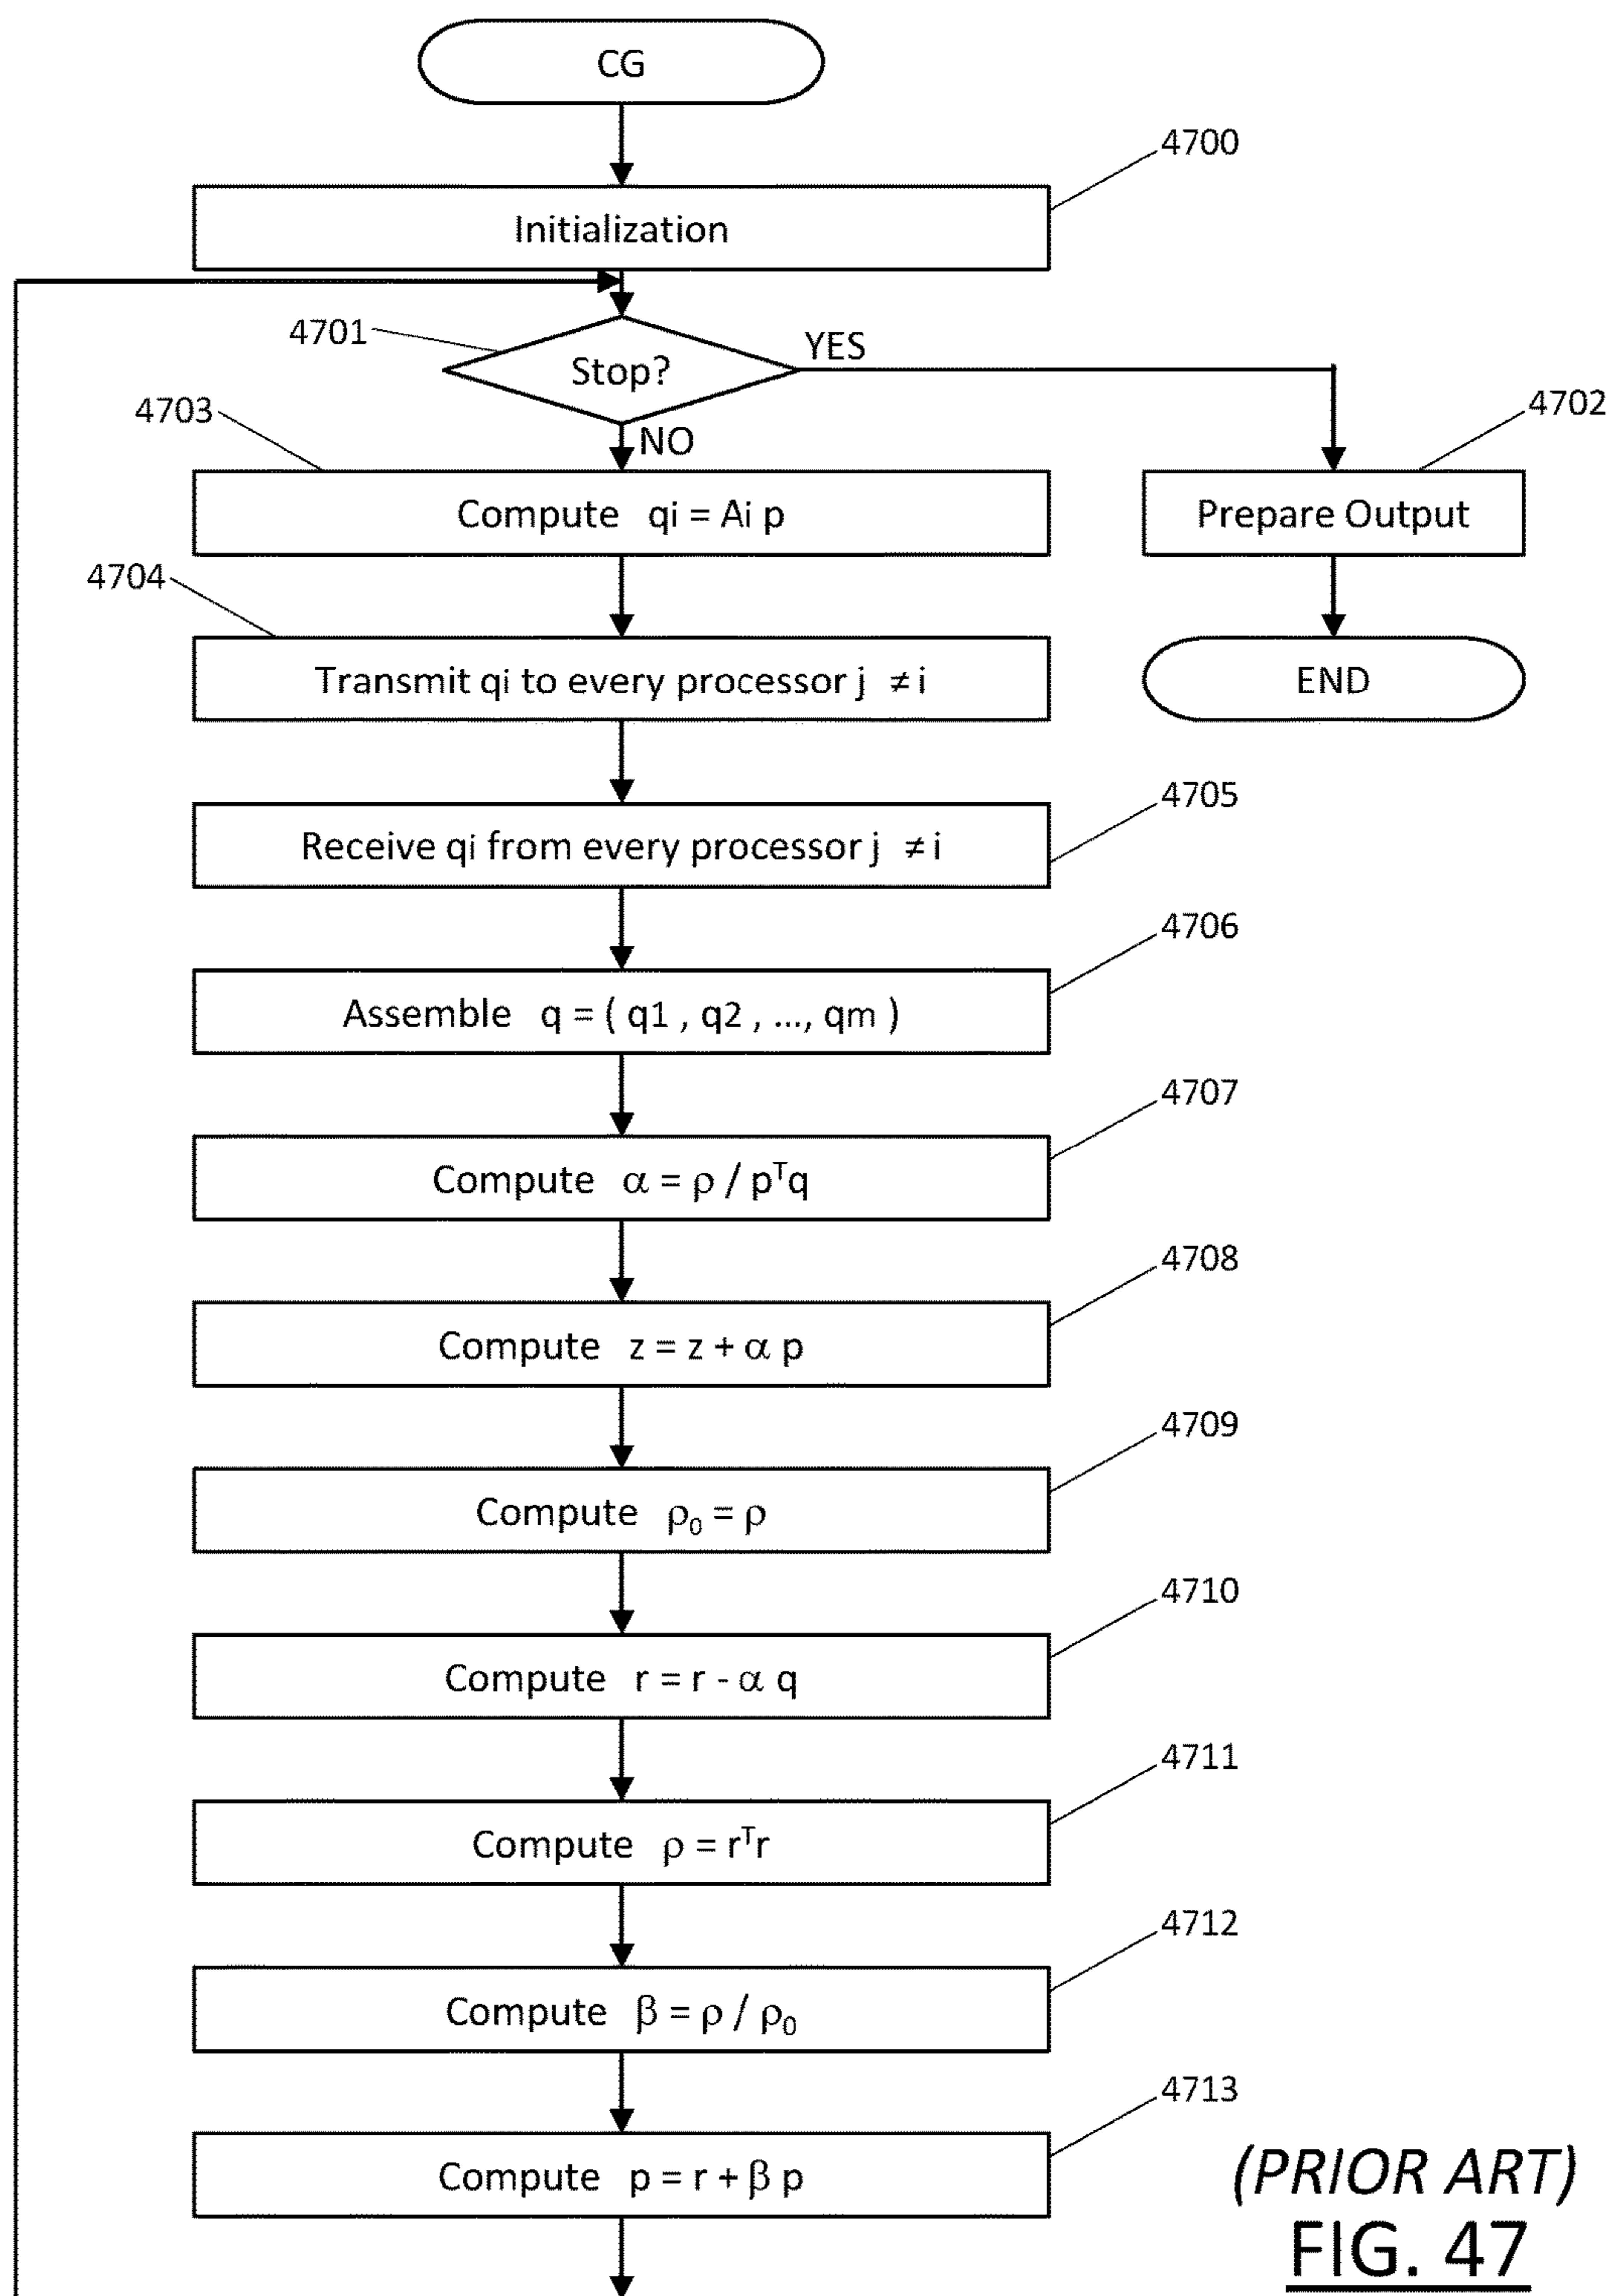 CG
4700
Initialization
4701
Stop?
YES
4703
NO
4702
Compute qi = Ai p
Prepare Output
4704
Transmit qi to every processor j ≠ i
END
4705
Receive qi from every processor j ≠ i
4706
Assemble q = ( q1 , q2 , ..., qm )
4707
Compute α = ρ / pᵀq
4708
Compute z = z + α p
4709
Compute ρ₀ = ρ
4710
Compute r = r - α q
4711
Compute ρ = rᵀr
4712
Compute β = ρ / ρ₀
4713
Compute p = r + β p
(PRIOR ART)
FIG. 47